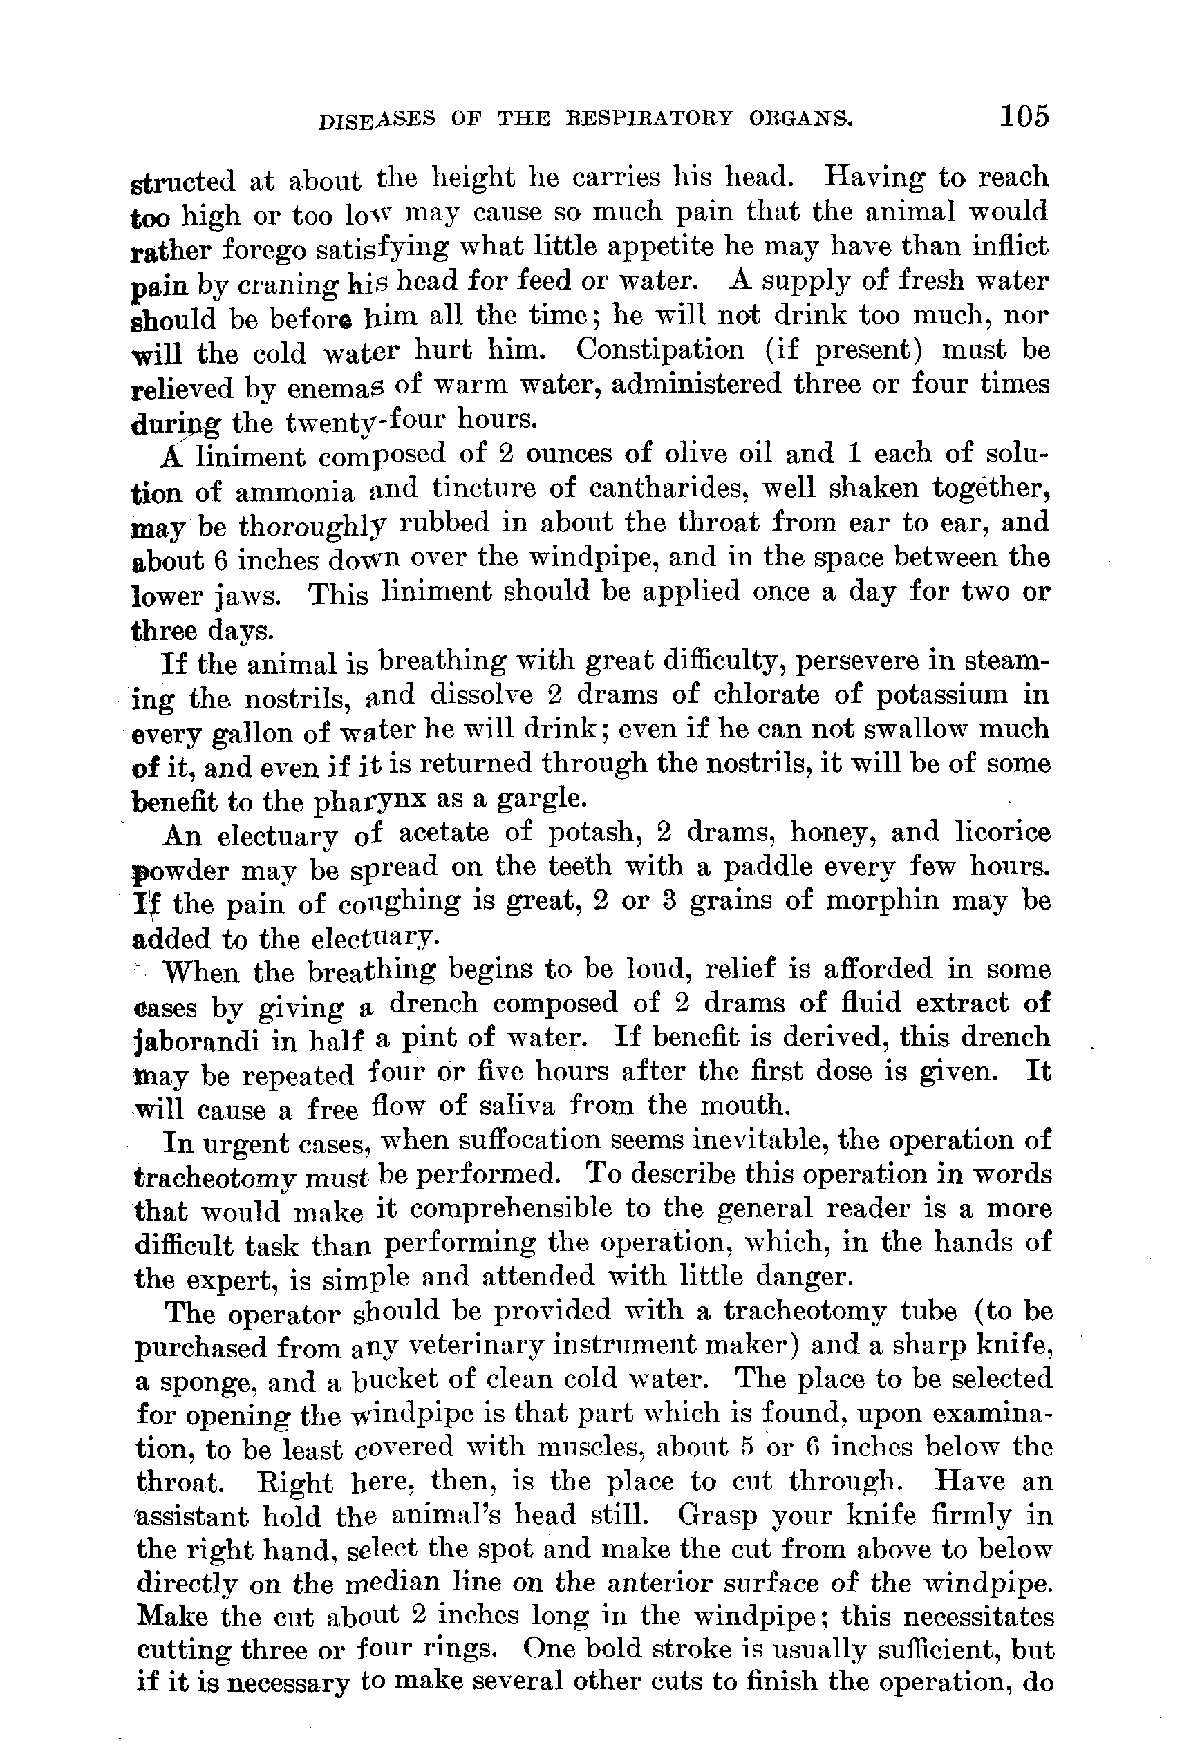 DISEASES OF THE RESPIRATORY ORGANS. 105
structed at about the height he carries his head. Having to reach
too high or too low may cause so much pain that the animal would
rather forego satisfying what little appetite he may have than inflict
pain by craning his head for feed or water. A supply of fresh water
should be before him all the time; he will not drink too much, nor
will the cold water hurt him. Constipation (if present) must be
relieved by enemas of warm water, administered three or four times
during the twenty-four hours.
A liniment composed of 2 ounces of olive oil and 1 each of solu-
tion of ammonia and tincture of cantharides, well shaken together,
may be thoroughly rubbed in about the throat from ear to ear, and
about 6 inches down over the windpipe, and in the space between the
lower jaws. This liniment should be applied once a day for two or
three days.
If the animal is breathing with great difficulty, persevere in steam-
ing the nostrils, and dissolve 2 drams of chlorate of potassium in
every gallon of water he will drink; even if he can not swallow much
of it, and even if it is returned through the nostrils, it will be of some
benefit to the pharynx as a gargle.
An electuary of acetate of potash, 2 drams, honey, and licorice
powder may be spread on the teeth with a paddle every few hours.
If the pain of coughing is great, 2 or 3 grains of morphin may be
added to the electuary.
When the breathing begins to be loud, relief is afforded in some
cases by giving a drench composed of 2 drams of fluid extract of
jaborandi in half a pint of water. If benefit is derived, this drench
may be repeated four or five hours after the first dose is given. It
will cause a free flow of saliva from the mouth.
In urgent cases, when suffocation seems inevitable, the operation of
tracheotomy must be performed. To describe this operation in words
that would make it comprehensible to the general reader is a more
difficult task than performing the operation, which, in the hands of
the expert, is simple and attended with little danger.
The operator should be provided with a tracheotomy tube (to be
purchased from any veterinary instrument maker) and a sharp knife,
a sponge, and a bucket of clean cold water. The place to be selected
for opening the windpipe is that part which is found, upon examina-
tion, to be least covered with muscles, about 5 or 6 inches below the
throat. Right here, then, is the place to cut through. Have an
assistant hold the animal's head still. Grasp your knife firmly in
the right hand, select the spot and make the cut from above to below
directly on the median line on the anterior surface of the windpipe.
Make the cut about 2 inches long in the windpipe; this necessitates
cutting three or four rings. One bold stroke is usually sufficient, but
if it is necessary to make several other cuts to finish the operation, do